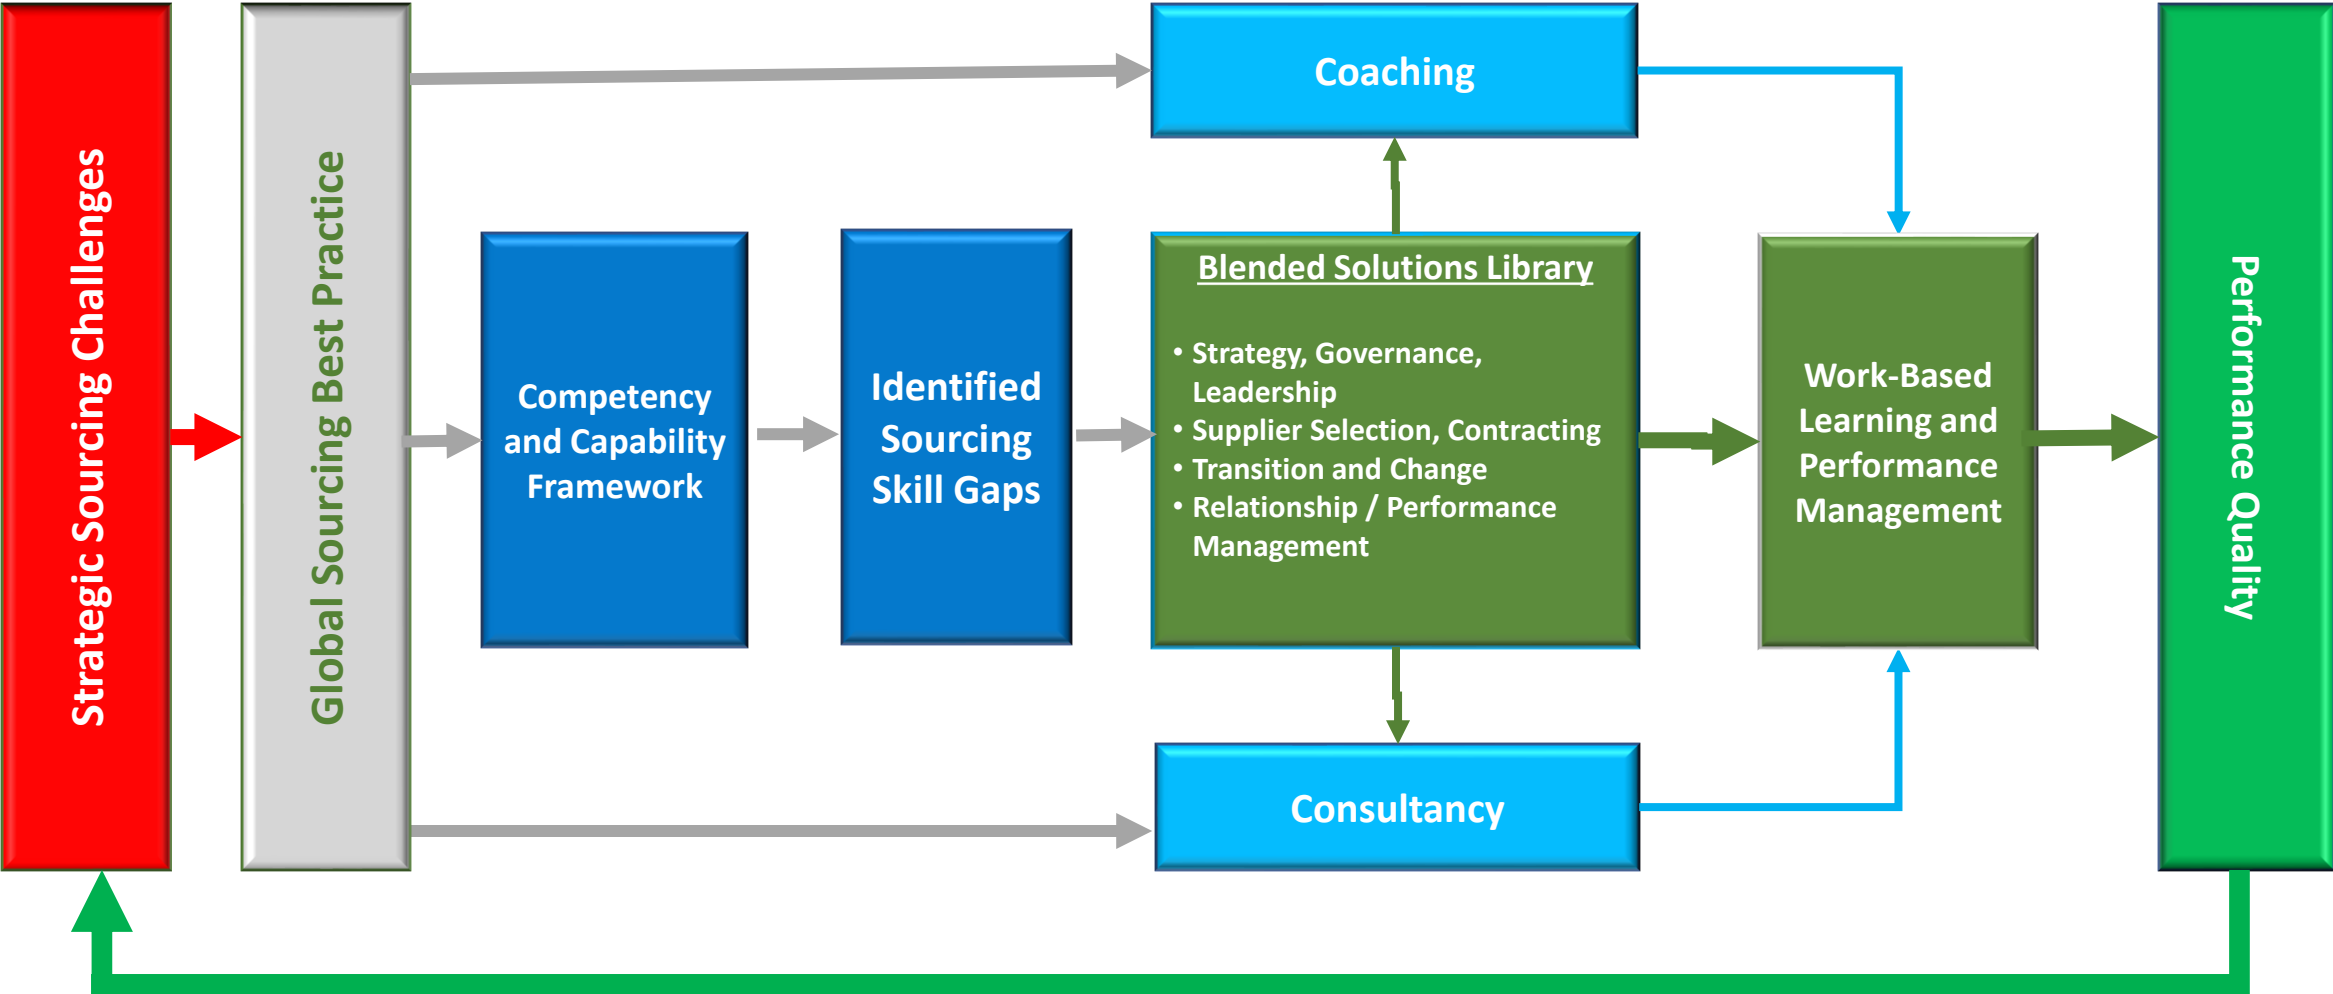 Strategic Sourcing Challenges
Global Sourcing Best Practice
Coaching
Competency
and Capability
Framework
Identified
Sourcing
Skill Gaps
Blended Solutions Library
• Strategy, Governance,
Leadership
• Supplier Selection, Contracting
• Transition and Change
• Relationship / Performance
Management
Work-Based
Learning and
Performance
Management
Consultancy
Performance Quality